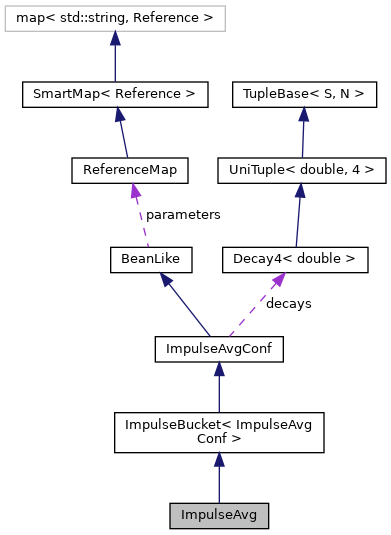 map< std::string, Reference >
SmartMap< Reference >
TupleBase< S, N >
ReferenceMap
UniTuple< double, 4 >
parameters
BeanLike
Decay4< double >
decays
ImpulseAvgConf
ImpulseBucket< ImpulseAvg
Conf >
ImpulseAvg